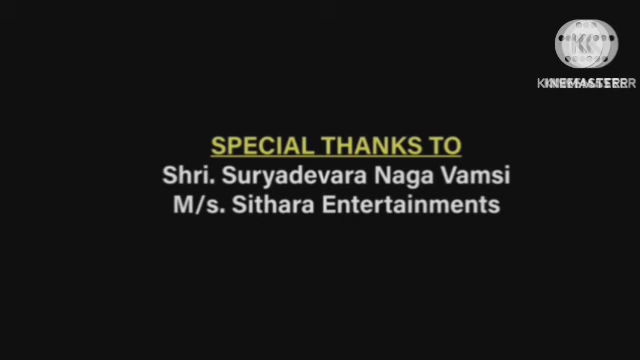 SPECIAL THANKS TO
Shri. Suryadevara Naga Vamsi
M/s. Sithara Entertainments